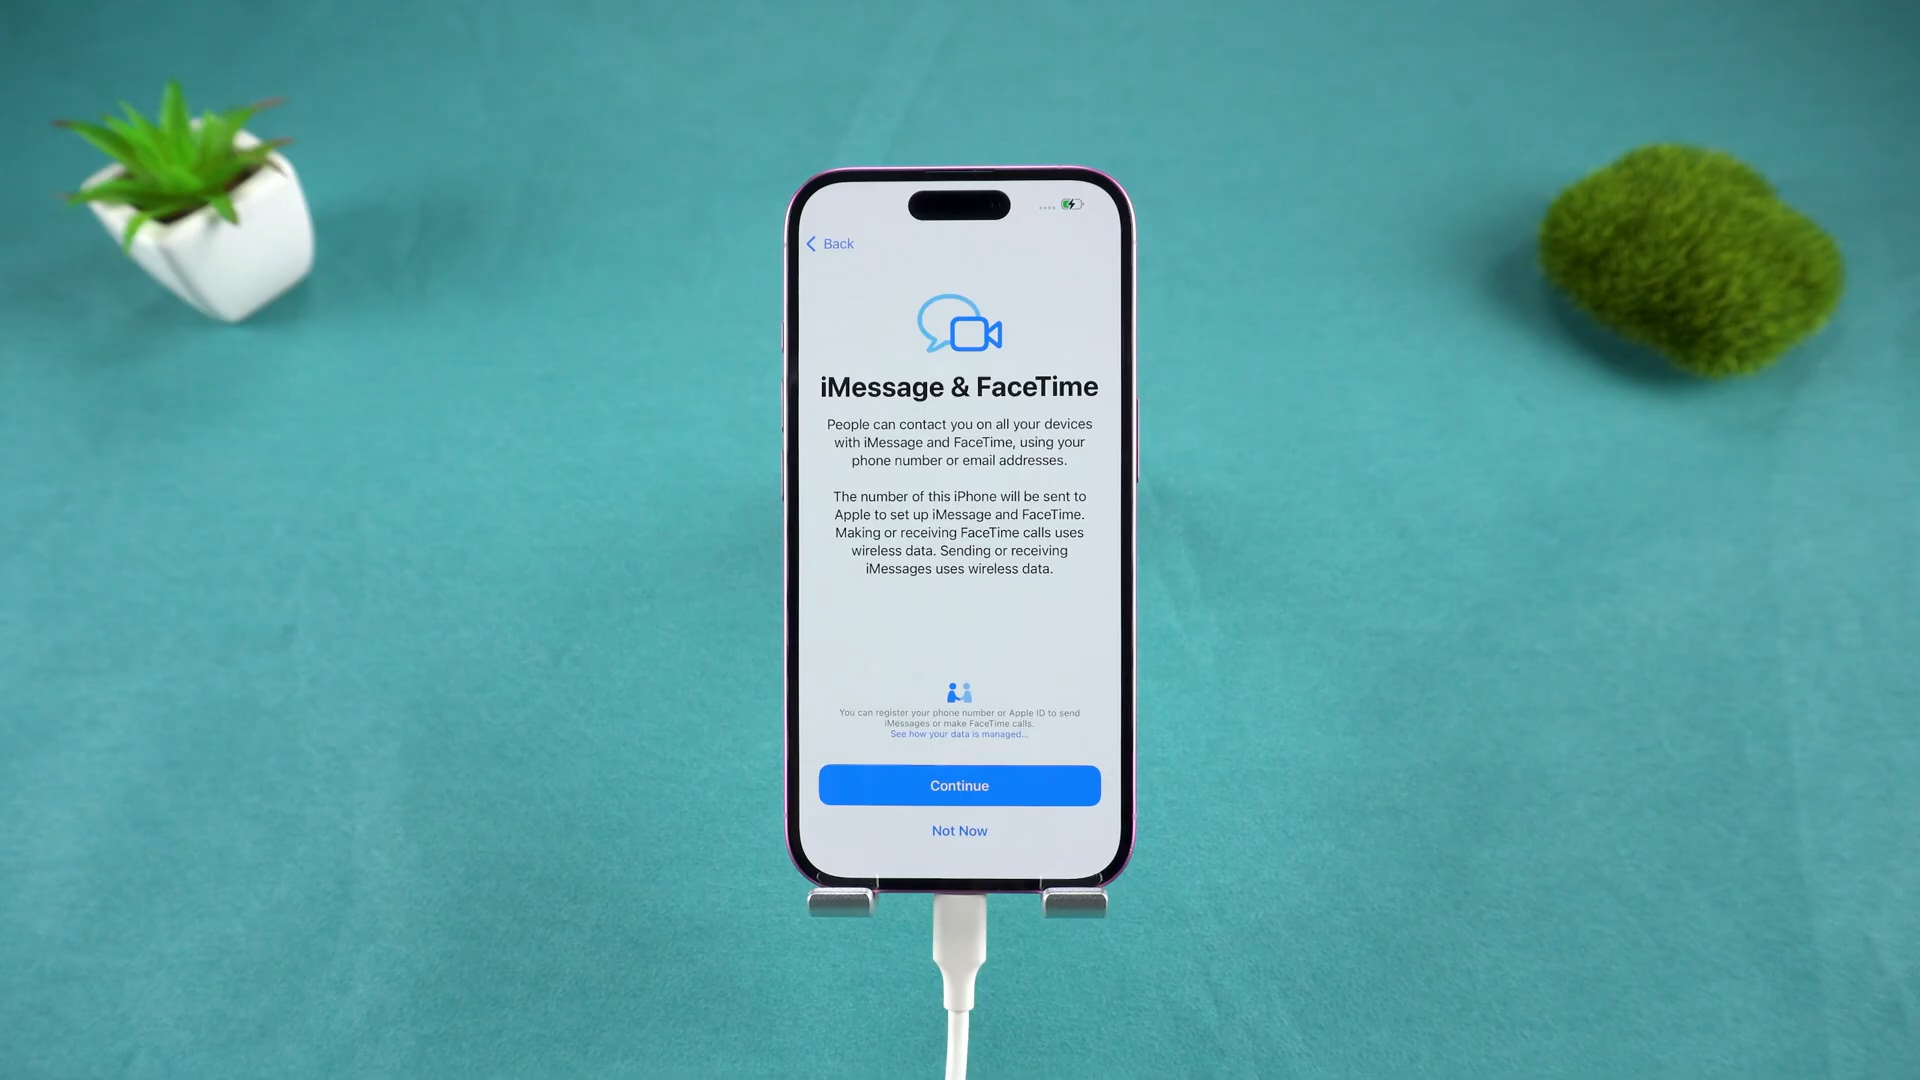 Back
iMessage & FaceTime
People can contact you on all your devices
with iMessage and FaceTime, using your
phone number or email addresses.
The number of this iPhone will be sent to
Apple to set up iMessage and FaceTime.
Making or receiving FaceTime calls uses
wireless data. Sending or receiving
iMessages uses wireless data.
You can register your phone number or Apple ID to send
iMessages or make FaceTime calls.
See how your data is managed...
Continue
Not Now